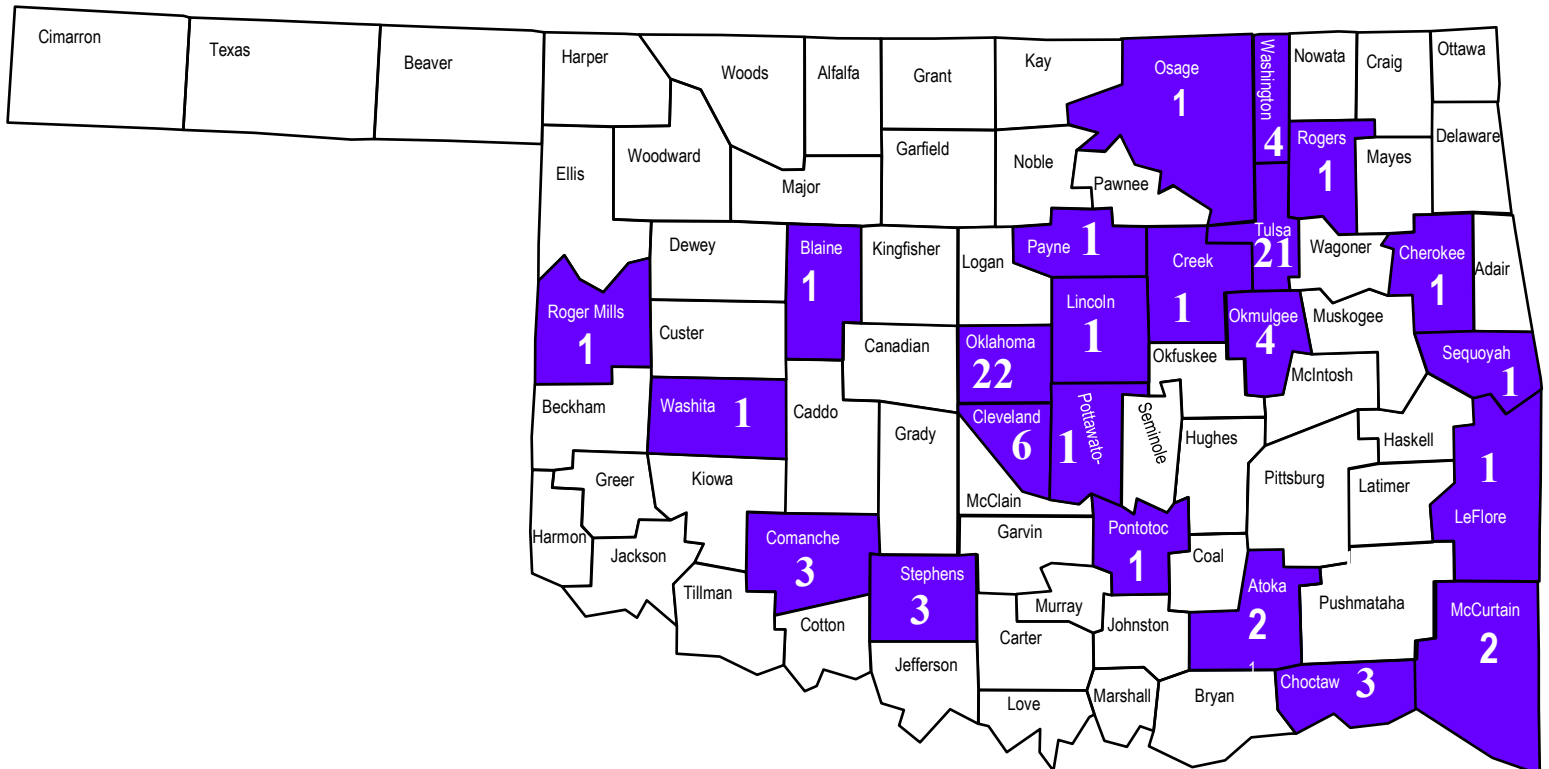 Cimarron
Texas
Beaver
Harper
Woods
Alfalfa
Grant
Kay
Osage
1
Washington
4
Nowata
Craig
Ottawa
Ellis
Woodward
Major
Garfield
Noble
Pawnee
Rogers
1
Mayes
Delaware
Dewey
Blaine
1
Kingfisher
Logan
Payne
1
Creek
1
Tulsa
21
Wagoner
Cherokee
1
Adair
Roger Mills
1
Custer
Canadian
Oklahoma
22
Lincoln
1
Okfuskee
Okmulgee
4
Muskogee
McIntosh
Sequoyah
1
Beckham
Washita
1
Caddo
Grady
Cleveland
6
Pottawato-
1
Seminole
Hughes
Pittsburg
Haskell
Latimer
1
LeFlore
Greer
Kiowa
McClain
Harmon
Jackson
Comanche
3
Stephens
3
Garvin
Pontotoc
1
Coal
Atoka
2
1
Pushmataha
McCurtain
2
Tillman
Cotton
Jefferson
Murray
Carter
Johnston
Love
Marshall
Bryan
Choctaw
3